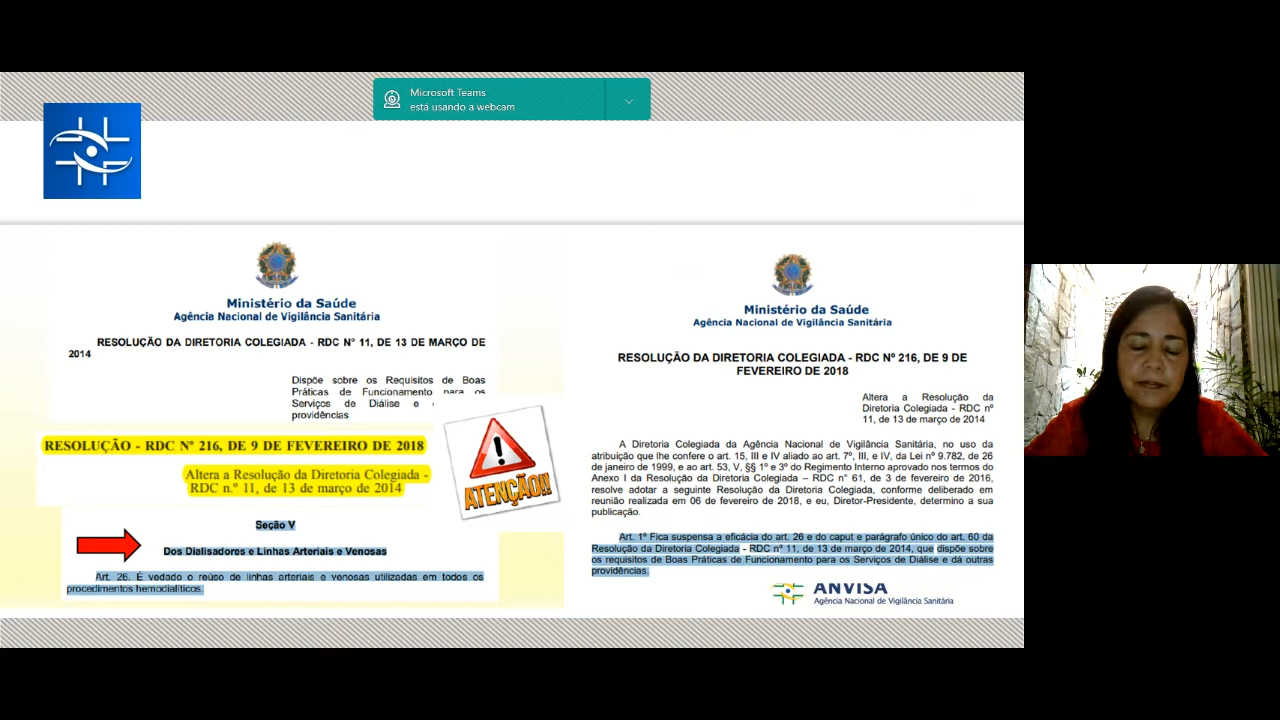 Microsoft Teams
está usando a webcam
Ministério da Saúde
Agência Nacional de Vigilância Sanitária
RESOLUÇÃO DA DIRETORIA COLEGIADA - RDC N° 11, DE 13 DE MARÇO DE
2014
Dispõe sobre os Requisitos de Boas
Práticas de Funcionamento para os
Serviços de Diálise e
providências
RESOLUÇÃO - RDC Nº 216, DE 9 DE FEVEREIRO DE 2018
Altera a Resolução da Diretoria Colegiada -
RDC n.º 11, de 13 de março de 2014
ATENÇÃO!!
Seção V
Dos Dialisadores e Linhas Arteriais e Venosas
Art. 26. É vedado o reúso de linhas arteriais e venosas utilizadas em todos os
procedimentos hemodialíticos.
Ministério da Saúde
Agência Nacional de Vigilância Sanitária
RESOLUÇÃO DA DIRETORIA COLEGIADA - RDC Nº 216, DE 9 DE
FEVEREIRO DE 2018
Altera a Resolução da
Diretoria Colegiada - RDC nº
11, de 13 de março de 2014
A Diretoria Colegiada da Agência Nacional de Vigilância Sanitária, no uso da
atribuição que lhe confere o art. 15, III e IV aliado ao art. 7º, III, e IV, da Lei n.º 9.782, de 26
de janeiro de 1999, e ao art. 53, V, §§ 1º e 3º do Regimento Interno aprovado nos termos do
Anexo I da Resolução da Diretoria Colegiada – RDC n° 61, de 3 de fevereiro de 2016,
resolve adotar a seguinte Resolução da Diretoria Colegiada, conforme deliberado em
reunião realizada em 06 de fevereiro de 2018, e eu, Diretor-Presidente, determino a sua
publicação.
Art. 1º Fica suspensa a eficácia do art. 26 e do caput e parágrafo único do art. 60 da
Resolução da Diretoria Colegiada - RDC nº 11, de 13 de março de 2014, que dispõe sobre
os requisitos de Boas Práticas de Funcionamento para os Serviços de Diálise e dá outras
providências.
ANVISA
Agência Nacional de Vigilância Sanitária